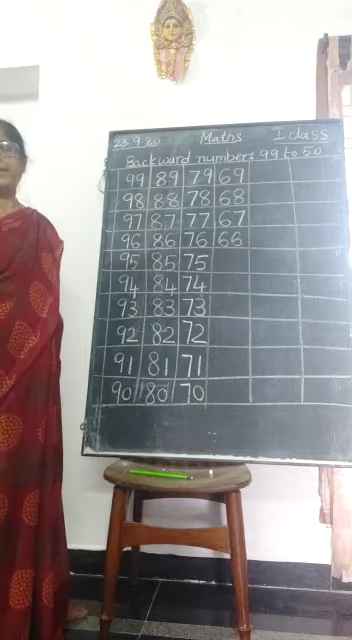 23.9.20 Maths I class
Backward numbers 99 to 50
99 89 79 69
98 88 78 68
97 87 77 67
96 86 76 66
95 85 75
94 84 74
93 83 73
92 82 72
91 81 71
90 80 70